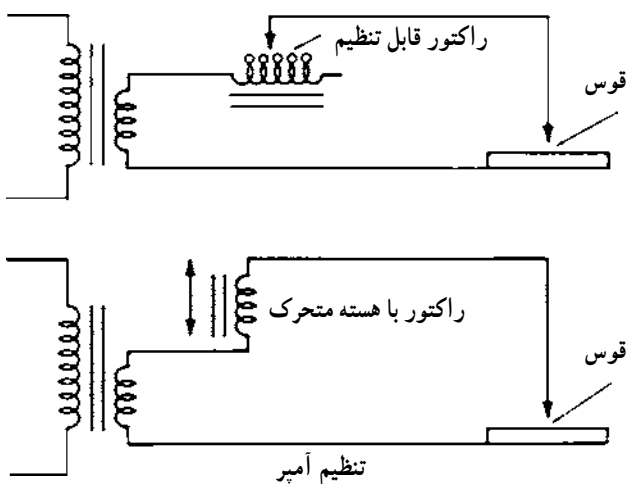 راکتور قابل تنظیم
قوس
راکتور با هسته متحرک
قوس
تنظیم آمپر